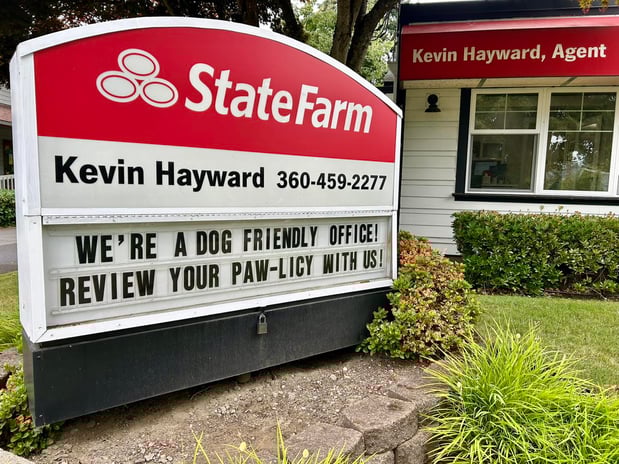 StateFarm
Kevin Hayward 360-459-2277
WE'RE A DOG FRIENDLY OFFICE!
REVIEW YOUR PAW-LICY WITH US!
Kevin Hayward, Agent